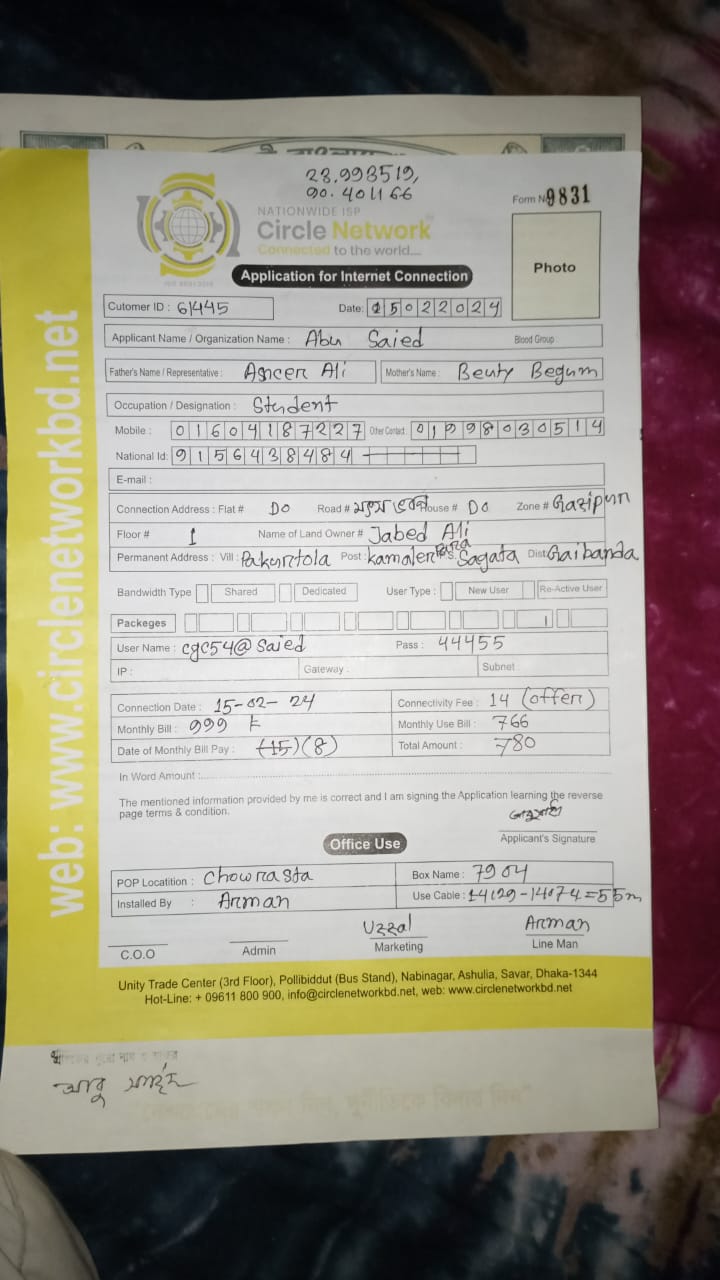 23.993519,
90.401166
NATIONWIDE ISP
Circle Network
Connected to the world....
Form N 9831
Photo
Application for Internet Connection
Cutomer ID : 61445 Date: 15022024
Applicant Name / Organization Name : Abu Saied Blood Group
Father's Name / Representative : Ali Mother's Name : Beuty Begum
Occupation / Designation : Student
Mobile : 01604187227 Other Contact : 01998030514
National Id: 9156438484
E-mail :
Connection Address : Flat # Do Road # House # Do Zone # Gazipur
Floor # 1 Name of Land Owner # Jabed Ali
Permanent Address : Vill : Pakurtola Post : Kamalerpara P.S. Sagata Dist: Gaibanda
Bandwidth Type Shared Dedicated User Type : New User Re-Active User
Packeges
User Name : cgc54@Saied Pass : 44455
IP : Gateway : Subnet
Connection Date : 15-02-24 Connectivity Fee : 14 (offer)
Monthly Bill : 999 Monthly Use Bill : 766
Date of Monthly Bill Pay : (15)(8) Total Amount : 780
In Word Amount :
The mentioned information provided by me is correct and I am signing the Application learning the reverse
page terms & condition.
Applicant's Signature
Office Use
POP Locatition : Chowrasta Box Name : 7904
Installed By : Arman Use Cable : 14129-14074=55m
Uzzal Arman
C.O.O Admin Marketing Line Man
Unity Trade Center (3rd Floor), Pollibiddut (Bus Stand), Nabinagar, Ashulia, Savar, Dhaka-1344
Hot-Line: + 09611 800 900, info@circlenetworkbd.net, web: www.circlenetworkbd.net
web: www.circlenetworkbd.net
আবু সাইদ